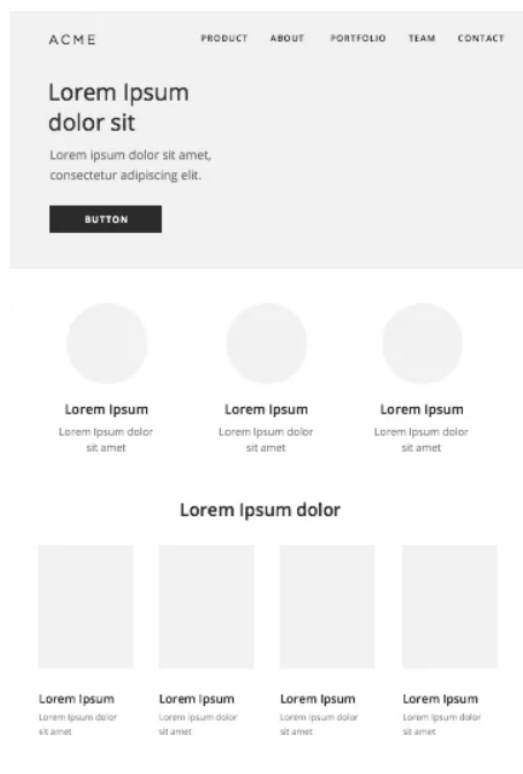 ACME
PRODUCT ABOUT PORTFOLIO TEAM CONTACT
Lorem Ipsum
dolor sit
Lorem ipsum dolor sit amet,
consectetur adipiscing elit.
BUTTON
Lorem Ipsum
Lorem Ipsum dolor
sit amet
Lorem Ipsum
Lorem Ipsum dolor
sit amet
Lorem Ipsum
Lorem Ipsum dolor
sit amet
Lorem Ipsum dolor
Lorem Ipsum
Lorem Ipsum dolor
sit amet
Lorem Ipsum
Lorem Ipsum dolor
sit amet
Lorem Ipsum
Lorem Ipsum dolor
sit amet
Lorem Ipsum
Lorem Ipsum dolor
sit amet